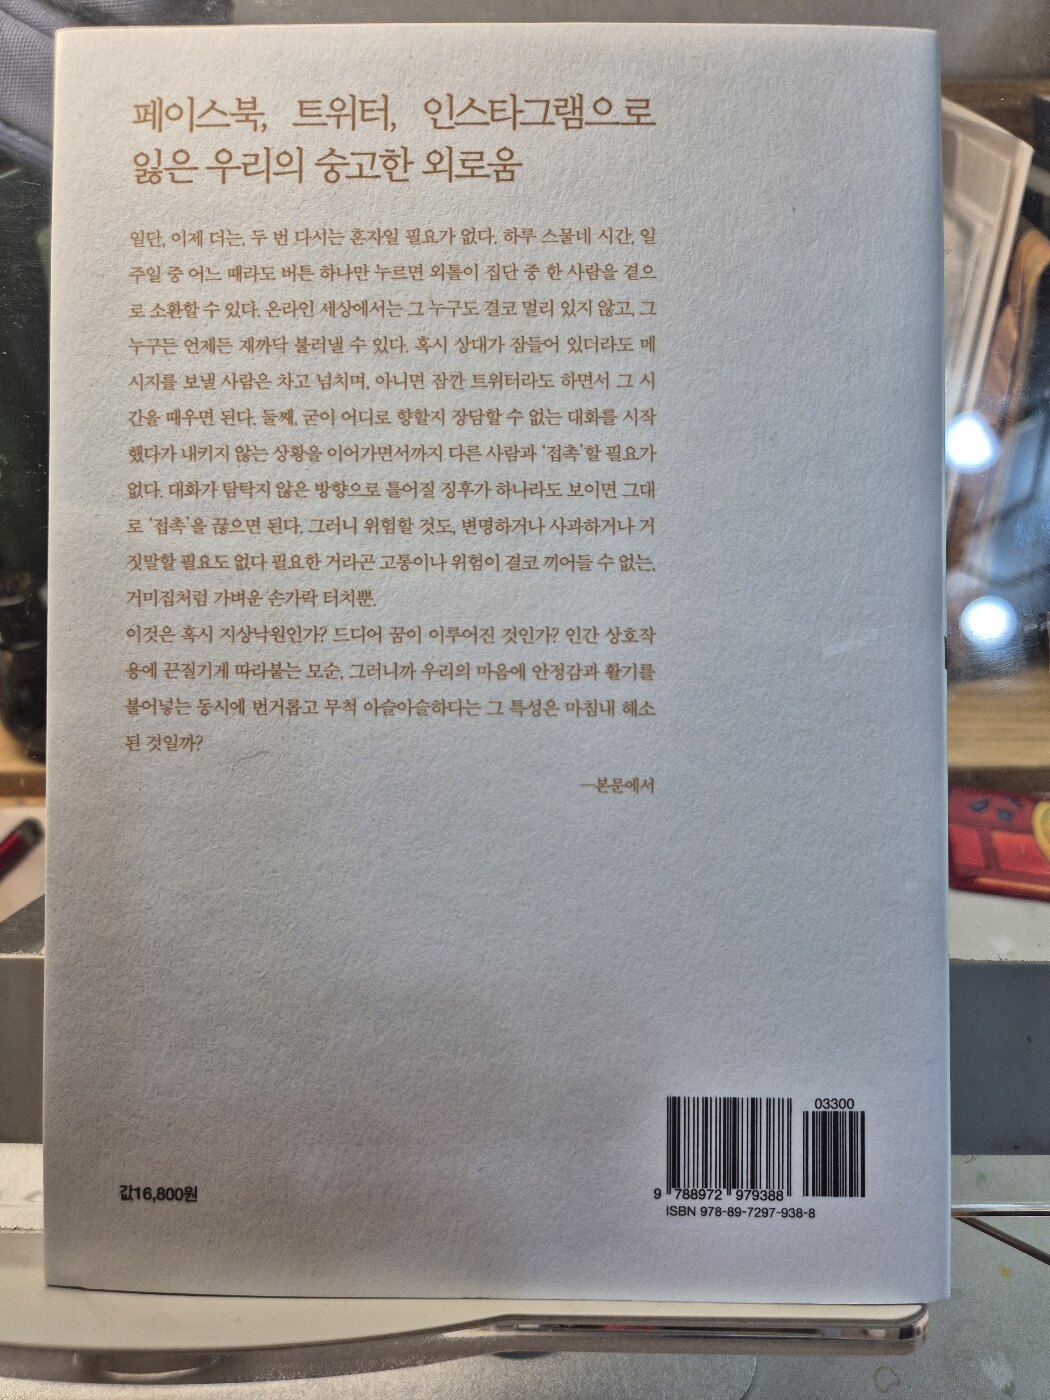 페이스북, 트위터, 인스타그램으로
잃은 우리의 숭고한 외로움
일단, 이제 더는, 두 번 다시는 혼자일 필요가 없다. 하루 스물네 시간, 일
주일 중 어느 때라도 버튼 하나만 누르면 외톨이 집단 중 한 사람을 곁으
로 소환할 수 있다. 온라인 세상에서는 그 누구도 결코 멀리 있지 않고, 그
누구든 언제든 재까닥 불러낼 수 있다. 혹시 상대가 잠들어 있더라도 메
시지를 보낼 사람은 차고 넘치며, 아니면 잠깐 트위터라도 하면서 그 시
간을 때우면 된다. 둘째, 굳이 어디로 향할지 장담할 수 없는 대화를 시작
했다가 내키지 않는 상황을 이어가면서까지 다른 사람과 '접촉'할 필요가
없다. 대화가 탐탁지 않은 방향으로 틀어질 징후가 하나라도 보이면 그대
로 '접촉'을 끊으면 된다. 그러니 위험할 것도, 변명하거나 사과하거나 거
짓말할 필요도 없다 필요한 거라곤 고통이나 위험이 결코 끼어들 수 없는,
거미집처럼 가벼운 손가락 터치뿐.
이것은 혹시 지상낙원인가? 드디어 꿈이 이루어진 것인가? 인간 상호작
용에 끈질기게 따라붙는 모순, 그러니까 우리의 마음에 안정감과 활기를
불어넣는 동시에 번거롭고 무척 아슬아슬하다는 그 특성은 마침내 해소
된 것일까?
—본문에서
03300
9 788972 979388
ISBN 978-89-7297-938-8
값16,800원